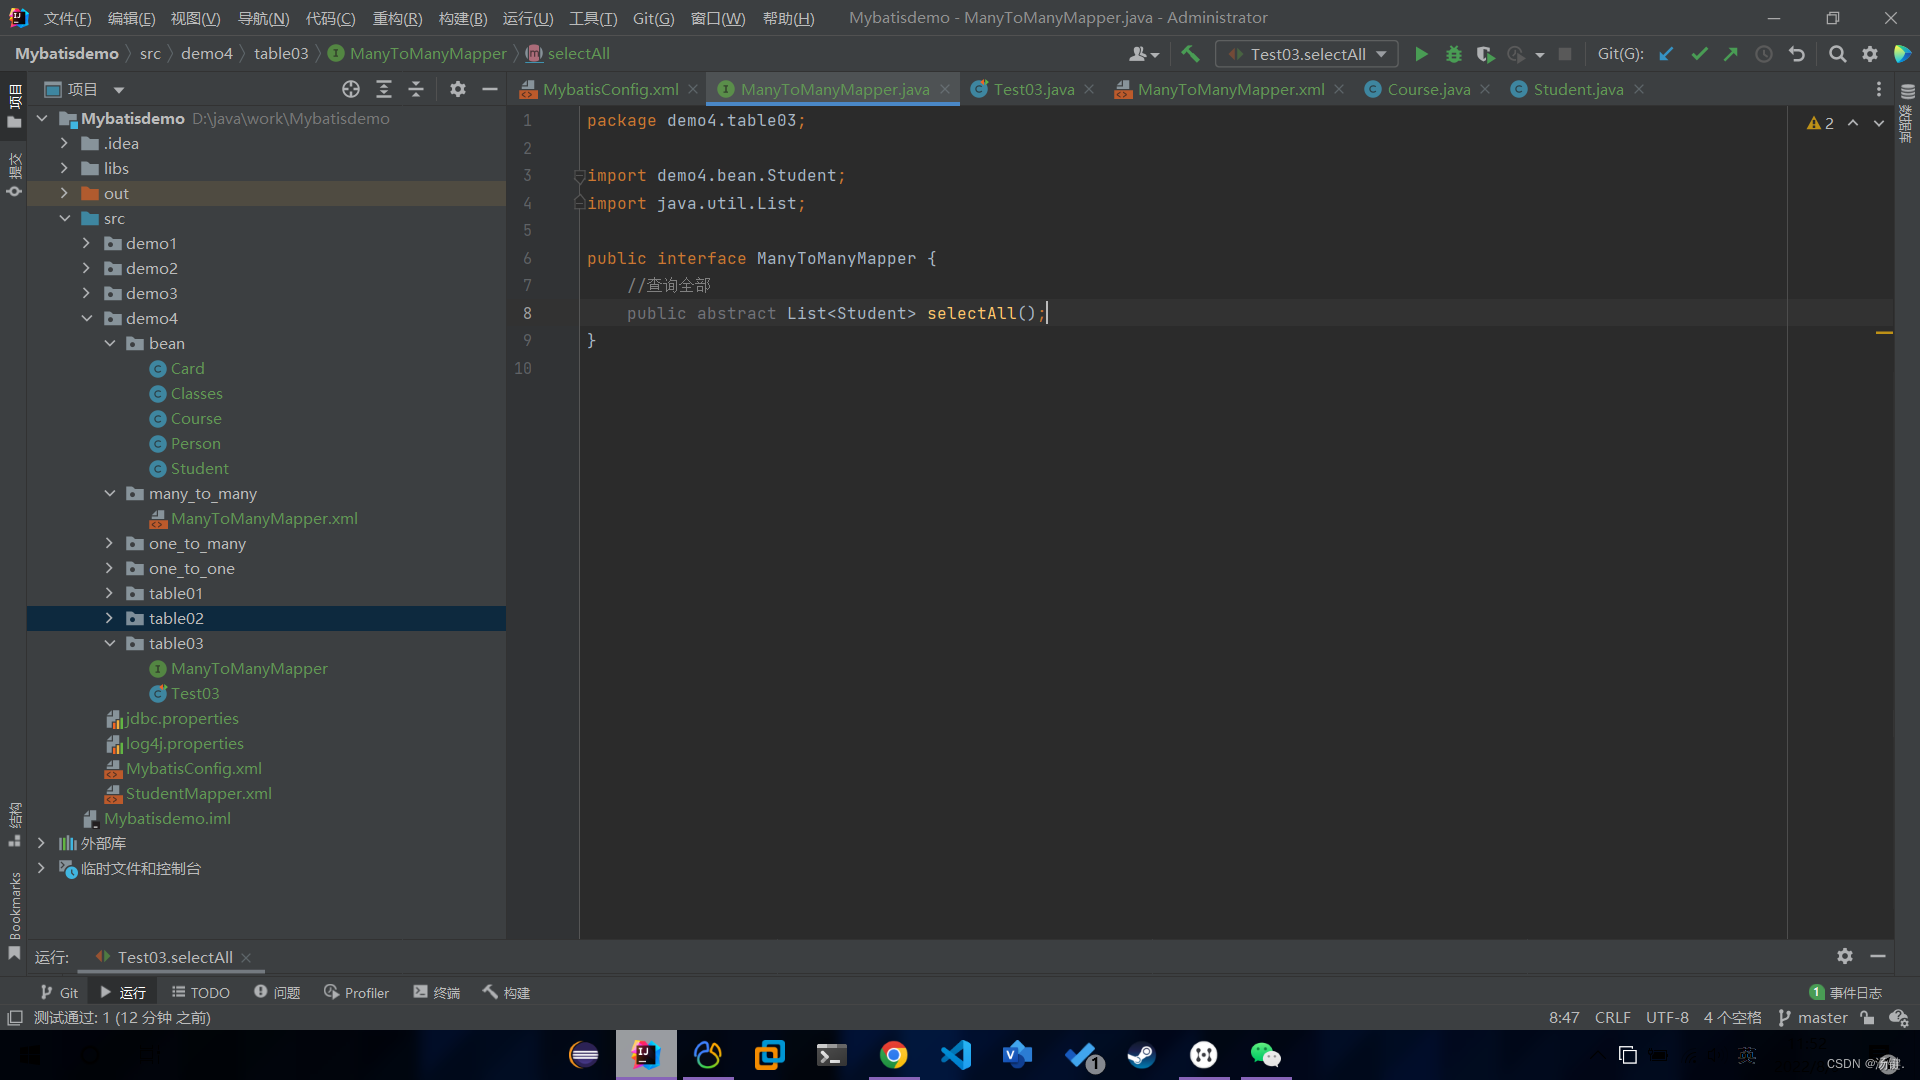 文件(F) 编辑(E) 视图(V) 导航(N) 代码(C) 重构(R) 构建(B) 运行(U) 工具(T) Git(G) 窗口(W) 帮助(H) Mybatisdemo - ManyToManyMapper.java - Administrator
Mybatisdemo src demo4 table03 ManyToManyMapper selectAll Test03.selectAll Git(G):
项目 MybatisConfig.xml ManyToManyMapper.java Test03.java ManyToManyMapper.xml Course.java Student.java
项目
提交
结构
Bookmarks
数据库
Mybatisdemo D:\java\work\Mybatisdemo
.idea
libs
out
src
demo1
demo2
demo3
demo4
bean
Card
Classes
Course
Person
Student
many_to_many
ManyToManyMapper.xml
one_to_many
one_to_one
table01
table02
table03
ManyToManyMapper
Test03
jdbc.properties
log4j.properties
MybatisConfig.xml
StudentMapper.xml
Mybatisdemo.iml
外部库
临时文件和控制台
1 package demo4.table03;
2
3 import demo4.bean.Student;
4 import java.util.List;
5
6 public interface ManyToManyMapper {
7 //查询全部
8 public abstract List<Student> selectAll();
9 }
10
2
运行: Test03.selectAll
Git 运行 TODO 问题 Profiler 终端 构建 1 事件日志
测试通过: 1 (12 分钟 之前) 8:47 CRLF UTF-8 4 个空格 master
1 英 2
CSDN @汤键.